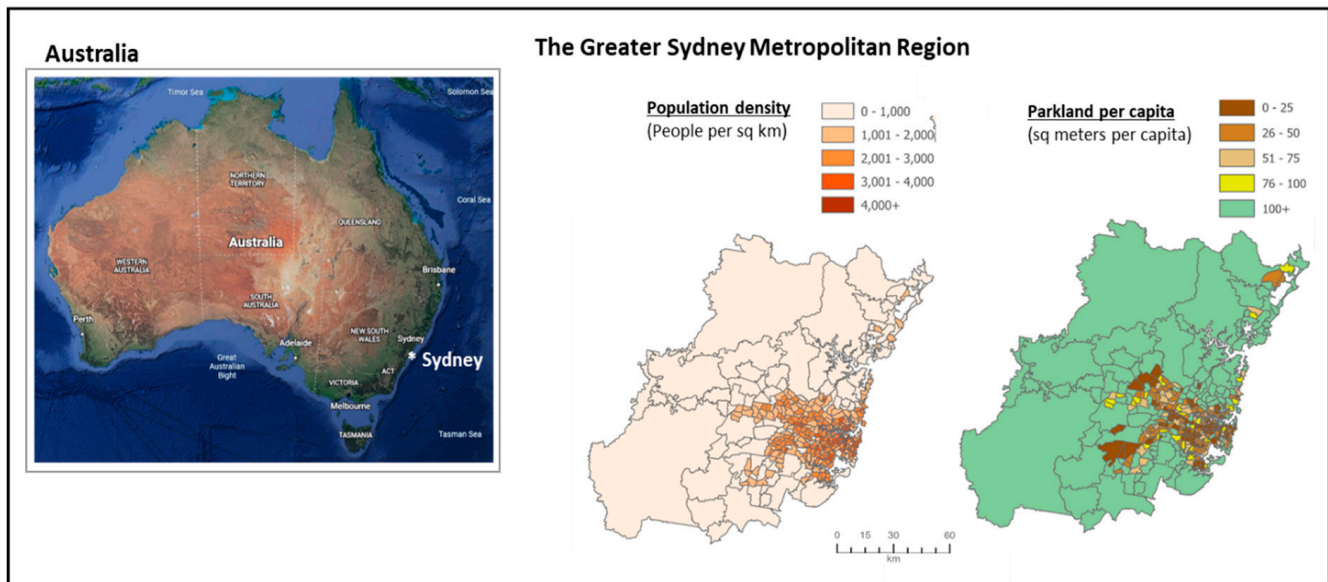 Australia
The Greater Sydney Metropolitan Region
Timor Sea
Solomon Sea
Coral Sea
NORTHERN
TERRITORY
QUEENSLAND
Australia
WESTERN
AUSTRALIA
Brisbane
SOUTH
AUSTRALIA
Perth
NEW SOUTH
WALES
Sydney
Adelaide
* Sydney
Great
Australian
Bight
ACT
VICTORIA
Melbourne
Tasman Sea
TASMANIA
Population density
(People per sq km)
0 - 1,000
1,001 - 2,000
2,001 - 3,000
3,001 - 4,000
4,000+
Parkland per capita
(sq meters per capita)
0 - 25
26 - 50
51 - 75
76 - 100
100+
0 15 30 60
km